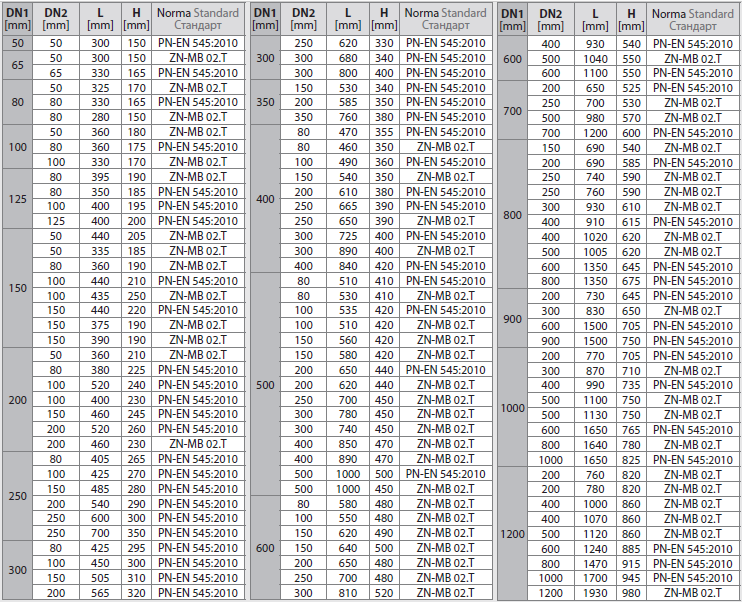 DN1 DN2 L H Norma Standard
[mm] [mm] [mm] [mm] Стандарт
50 50 300 150 PN-EN 545:2010
65 50 300 150 ZN-MB 02.T
65 330 165 PN-EN 545:2010
80 50 325 170 ZN-MB 02.T
80 330 165 PN-EN 545:2010
80 280 150 ZN-MB 02.T
100 50 360 180 ZN-MB 02.T
80 360 175 PN-EN 545:2010
100 330 170 ZN-MB 02.T
125 80 395 190 ZN-MB 02.T
80 350 185 PN-EN 545:2010
100 400 195 PN-EN 545:2010
125 400 200 PN-EN 545:2010
150 50 440 205 ZN-MB 02.T
50 335 185 ZN-MB 02.T
80 360 190 ZN-MB 02.T
100 440 210 PN-EN 545:2010
100 435 250 ZN-MB 02.T
150 440 220 PN-EN 545:2010
150 375 190 ZN-MB 02.T
150 390 190 ZN-MB 02.T
200 50 360 210 ZN-MB 02.T
80 380 225 PN-EN 545:2010
100 520 240 PN-EN 545:2010
100 400 230 PN-EN 545:2010
150 460 245 PN-EN 545:2010
200 520 260 PN-EN 545:2010
200 460 230 ZN-MB 02.T
250 80 405 265 PN-EN 545:2010
100 425 270 PN-EN 545:2010
150 485 280 PN-EN 545:2010
200 540 290 PN-EN 545:2010
250 600 300 PN-EN 545:2010
250 700 350 PN-EN 545:2010
300 80 425 295 PN-EN 545:2010
100 450 300 PN-EN 545:2010
150 505 310 PN-EN 545:2010
200 565 320 PN-EN 545:2010
DN1 DN2 L H Norma Standard
[mm] [mm] [mm] [mm] Стандарт
300 250 620 330 PN-EN 545:2010
300 680 340 PN-EN 545:2010
300 800 400 PN-EN 545:2010
350 150 530 340 PN-EN 545:2010
200 585 350 PN-EN 545:2010
350 760 380 PN-EN 545:2010
400 80 470 355 PN-EN 545:2010
80 460 350 ZN-MB 02.T
100 490 360 PN-EN 545:2010
150 540 350 ZN-MB 02.T
200 610 380 PN-EN 545:2010
250 665 390 PN-EN 545:2010
250 650 390 ZN-MB 02.T
300 725 400 PN-EN 545:2010
300 890 400 ZN-MB 02.T
400 840 420 PN-EN 545:2010
500 80 510 410 PN-EN 545:2010
80 530 410 ZN-MB 02.T
100 535 420 PN-EN 545:2010
100 510 420 ZN-MB 02.T
150 560 420 ZN-MB 02.T
150 580 420 ZN-MB 02.T
200 650 440 PN-EN 545:2010
200 620 440 ZN-MB 02.T
250 700 450 ZN-MB 02.T
300 780 450 ZN-MB 02.T
300 740 450 ZN-MB 02.T
400 850 470 ZN-MB 02.T
400 890 470 ZN-MB 02.T
500 1000 500 PN-EN 545:2010
500 1000 450 ZN-MB 02.T
600 80 580 480 ZN-MB 02.T
100 550 480 ZN-MB 02.T
150 620 490 ZN-MB 02.T
150 640 500 ZN-MB 02.T
200 650 480 ZN-MB 02.T
250 700 480 ZN-MB 02.T
300 810 520 ZN-MB 02.T
DN1 DN2 L H Norma Standard
[mm] [mm] [mm] [mm] Стандарт
600 400 930 540 PN-EN 545:2010
500 1040 550 ZN-MB 02.T
600 1100 550 PN-EN 545:2010
700 200 650 525 PN-EN 545:2010
250 700 530 ZN-MB 02.T
500 980 570 ZN-MB 02.T
700 1200 600 PN-EN 545:2010
800 150 690 540 ZN-MB 02.T
200 690 585 PN-EN 545:2010
250 740 590 ZN-MB 02.T
250 760 590 ZN-MB 02.T
300 930 610 ZN-MB 02.T
400 910 615 PN-EN 545:2010
400 1020 620 ZN-MB 02.T
500 1005 620 ZN-MB 02.T
600 1350 645 PN-EN 545:2010
800 1350 675 PN-EN 545:2010
900 200 730 645 PN-EN 545:2010
300 830 650 ZN-MB 02.T
600 1500 705 PN-EN 545:2010
900 1500 750 PN-EN 545:2010
1000 200 770 705 PN-EN 545:2010
300 870 710 ZN-MB 02.T
400 990 735 PN-EN 545:2010
500 1100 750 ZN-MB 02.T
500 1130 750 ZN-MB 02.T
600 1650 765 PN-EN 545:2010
800 1640 780 ZN-MB 02.T
1000 1650 825 PN-EN 545:2010
1200 200 760 820 ZN-MB 02.T
200 780 820 ZN-MB 02.T
400 1000 860 ZN-MB 02.T
400 1070 860 ZN-MB 02.T
500 1120 860 ZN-MB 02.T
600 1240 885 PN-EN 545:2010
800 1470 915 PN-EN 545:2010
1000 1700 945 PN-EN 545:2010
1200 1930 980 ZN-MB 02.T